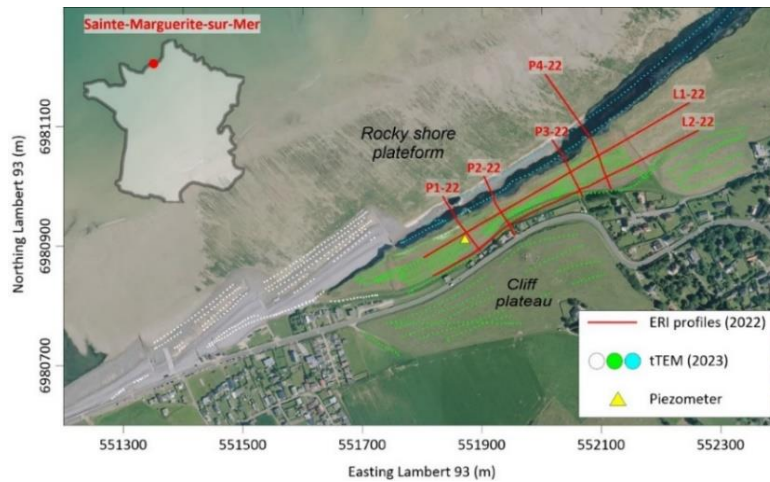 Sainte-Marguerite-sur-Mer
P4-22
L1-22
L2-22
P3-22
Rocky shore
plateform
P2-22
P1-22
Cliff
plateau
ERI profiles (2022)
tTEM (2023)
Piezometer
Northing Lambert 93 (m)
6981100
6980900
6980700
551300 551500 551700 551900 552100 552300
Easting Lambert 93 (m)